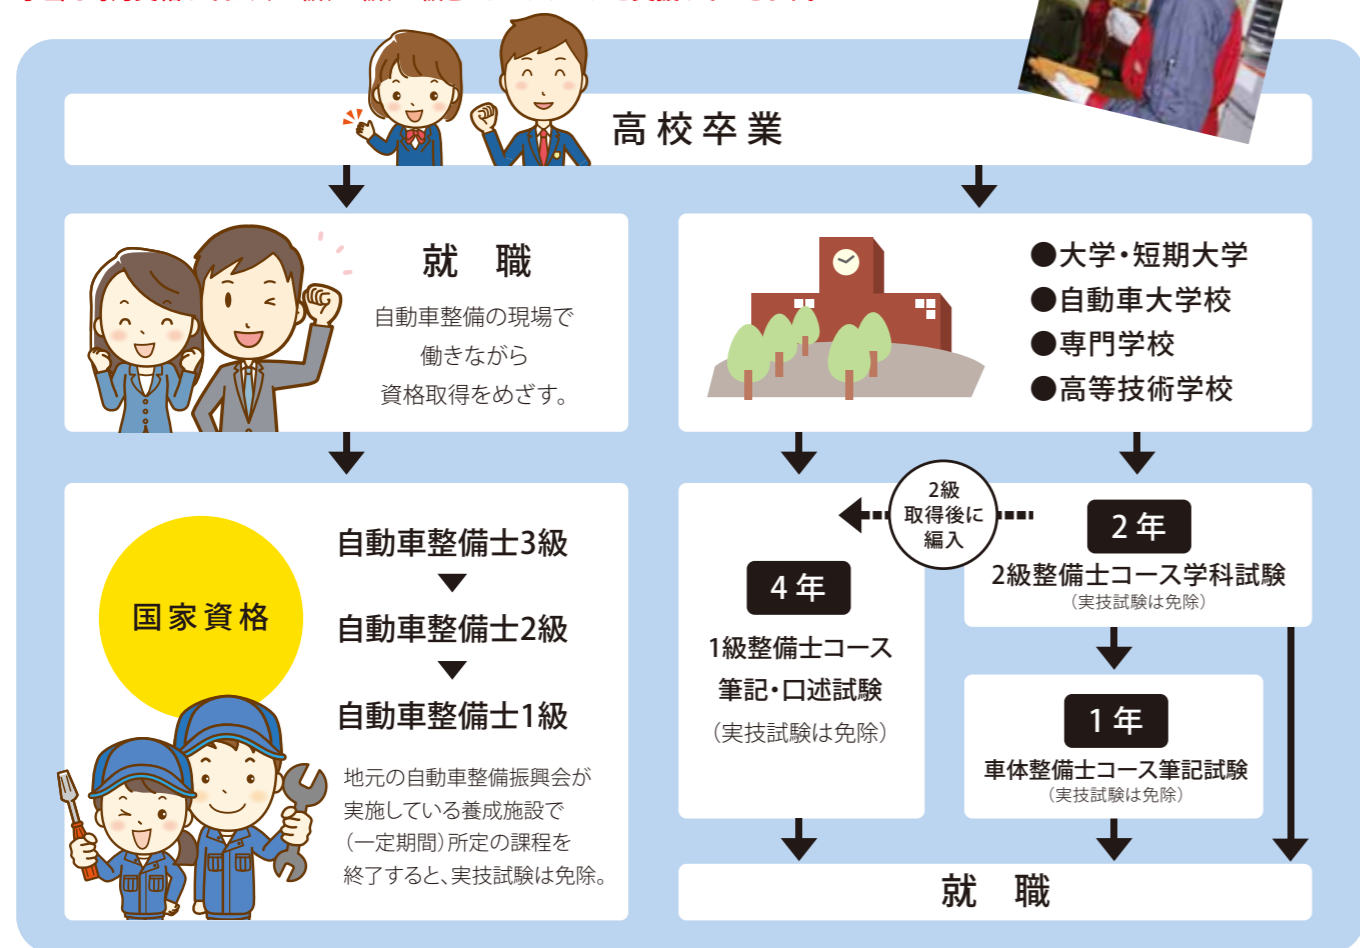 高校卒業
就 職
自動車整備の現場で
働きながら
資格取得をめざす。
●大学・短期大学
●自動車大学校
●専門学校
●高等技術学校
国家資格
自動車整備士3級
自動車整備士2級
自動車整備士1級
地元の自動車整備振興会が
実施している養成施設で
（一定期間）所定の課程を
終了すると、実技試験は免除。
2級
取得後に
編入
4年
1級整備士コース
筆記・口述試験
（実技試験は免除）
2年
2級整備士コース学科試験
（実技試験は免除）
1年
車体整備士コース筆記試験
（実技試験は免除）
就 職